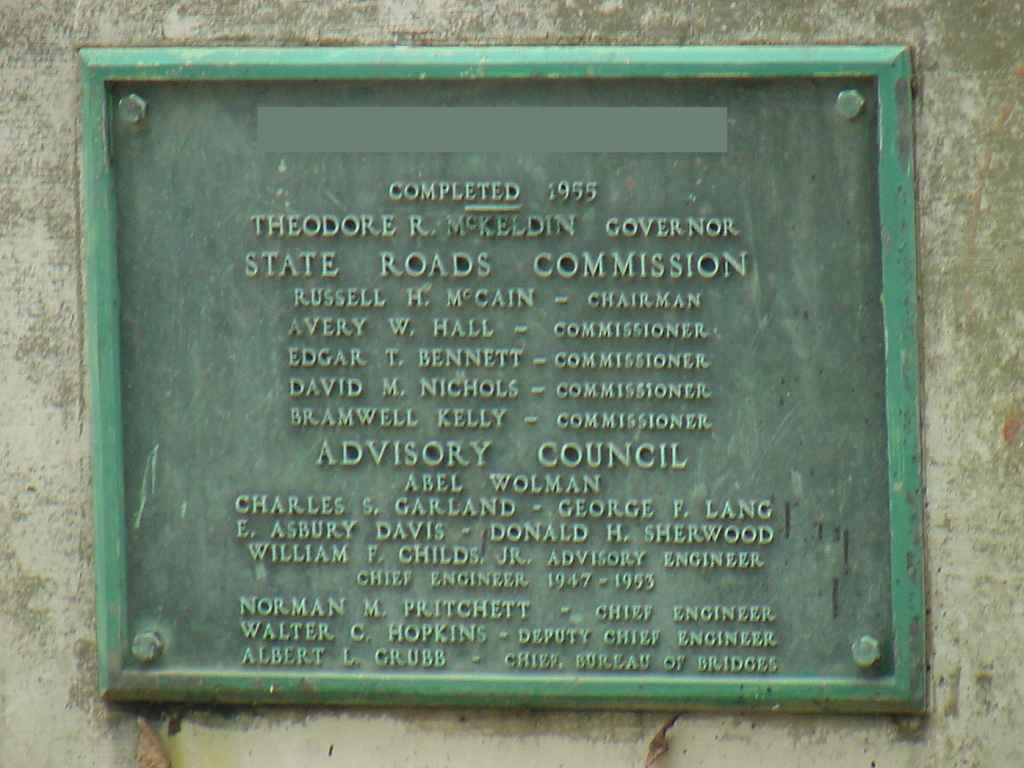 COMPLETED 1955
THEODORE R. McKELDIN GOVERNOR
STATE ROADS COMMISSION
RUSSELL H. McCAIN – CHAIRMAN
AVERY W. HALL – COMMISSIONER
EDGAR T. BENNETT – COMMISSIONER
DAVID M. NICHOLS – COMMISSIONER
BRAMWELL KELLY – COMMISSIONER
ADVISORY COUNCIL
ABEL WOLMAN
CHARLES S. GARLAND - GEORGE F. LANG
E. ASBURY DAVIS - DONALD H. SHERWOOD
WILLIAM F. CHILDS, JR. ADVISORY ENGINEER
CHIEF ENGINEER 1947 - 1953
NORMAN M. PRITCHETT - CHIEF ENGINEER
WALTER C. HOPKINS - DEPUTY CHIEF ENGINEER
ALBERT L. GRUBB - CHIEF, BUREAU OF BRIDGES